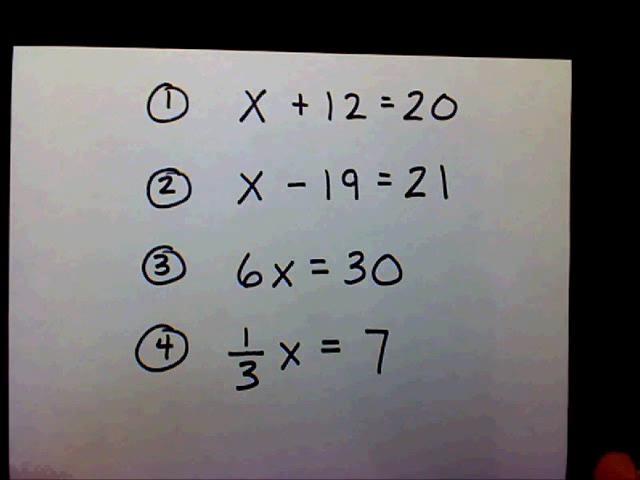 ① x + 12 = 20
② x - 19 = 21
③ 6x = 30
④ 1/3 x = 7